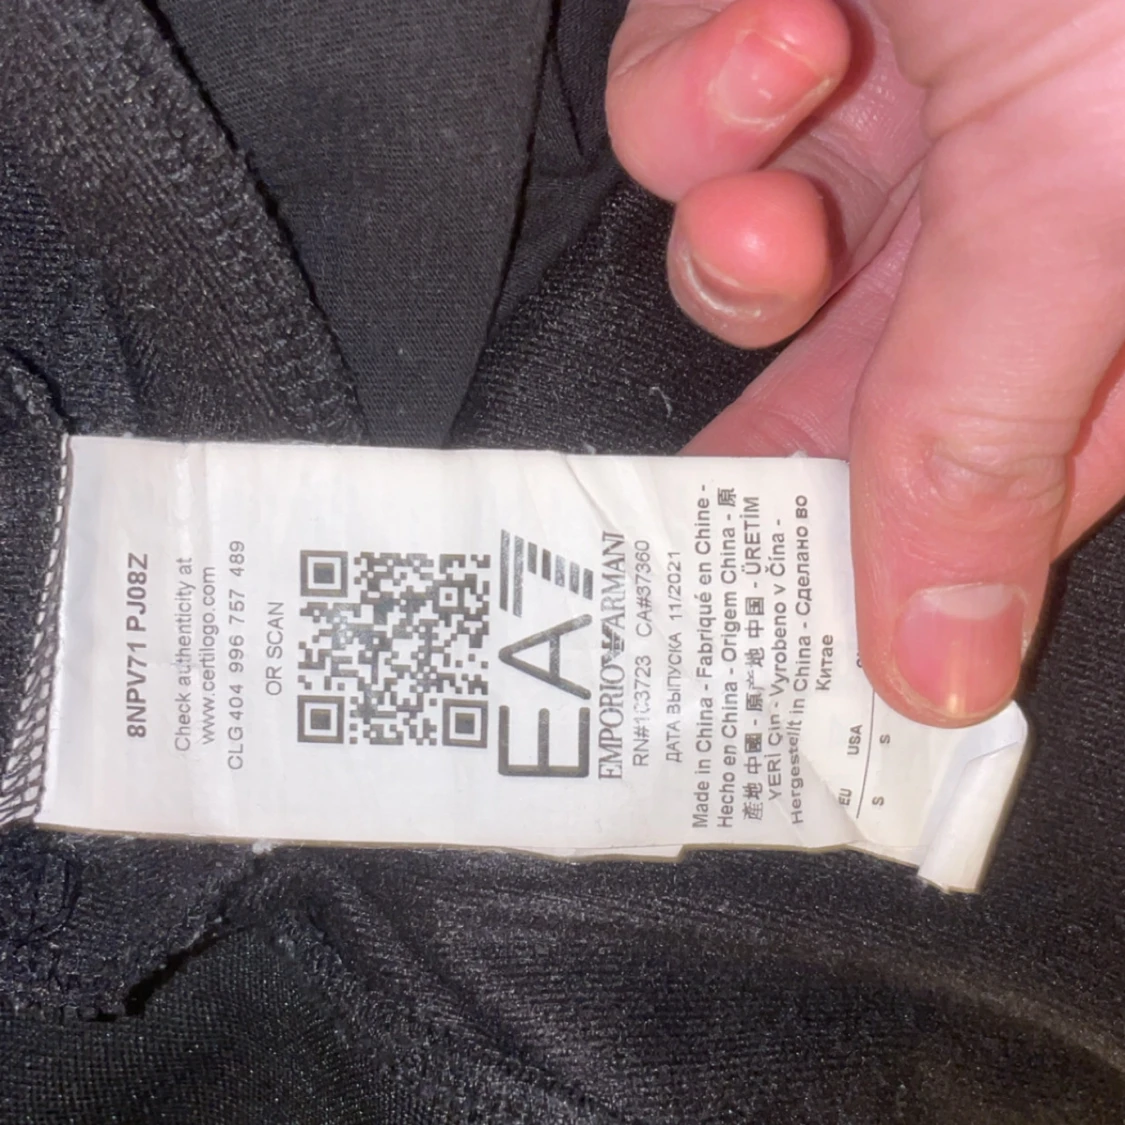 8NPV71 PJ08Z
Check authenticity at
www.certilogo.com
CLG 404 996 757 489
OR SCAN
EA7
EMPORIO ARMANI
RN#103723 CA#37360
ДАТА ВЫПУСКА 11/2021
Made in China - Fabriqué en Chine -
Hecho en China - Origem China - 原
産地 中國 - 原产地 中国 - ÜRETİM
YERİ Çin - Vyrobeno v Čína -
Hergestellt in China - Сделано во
Китае
EU USA
S S